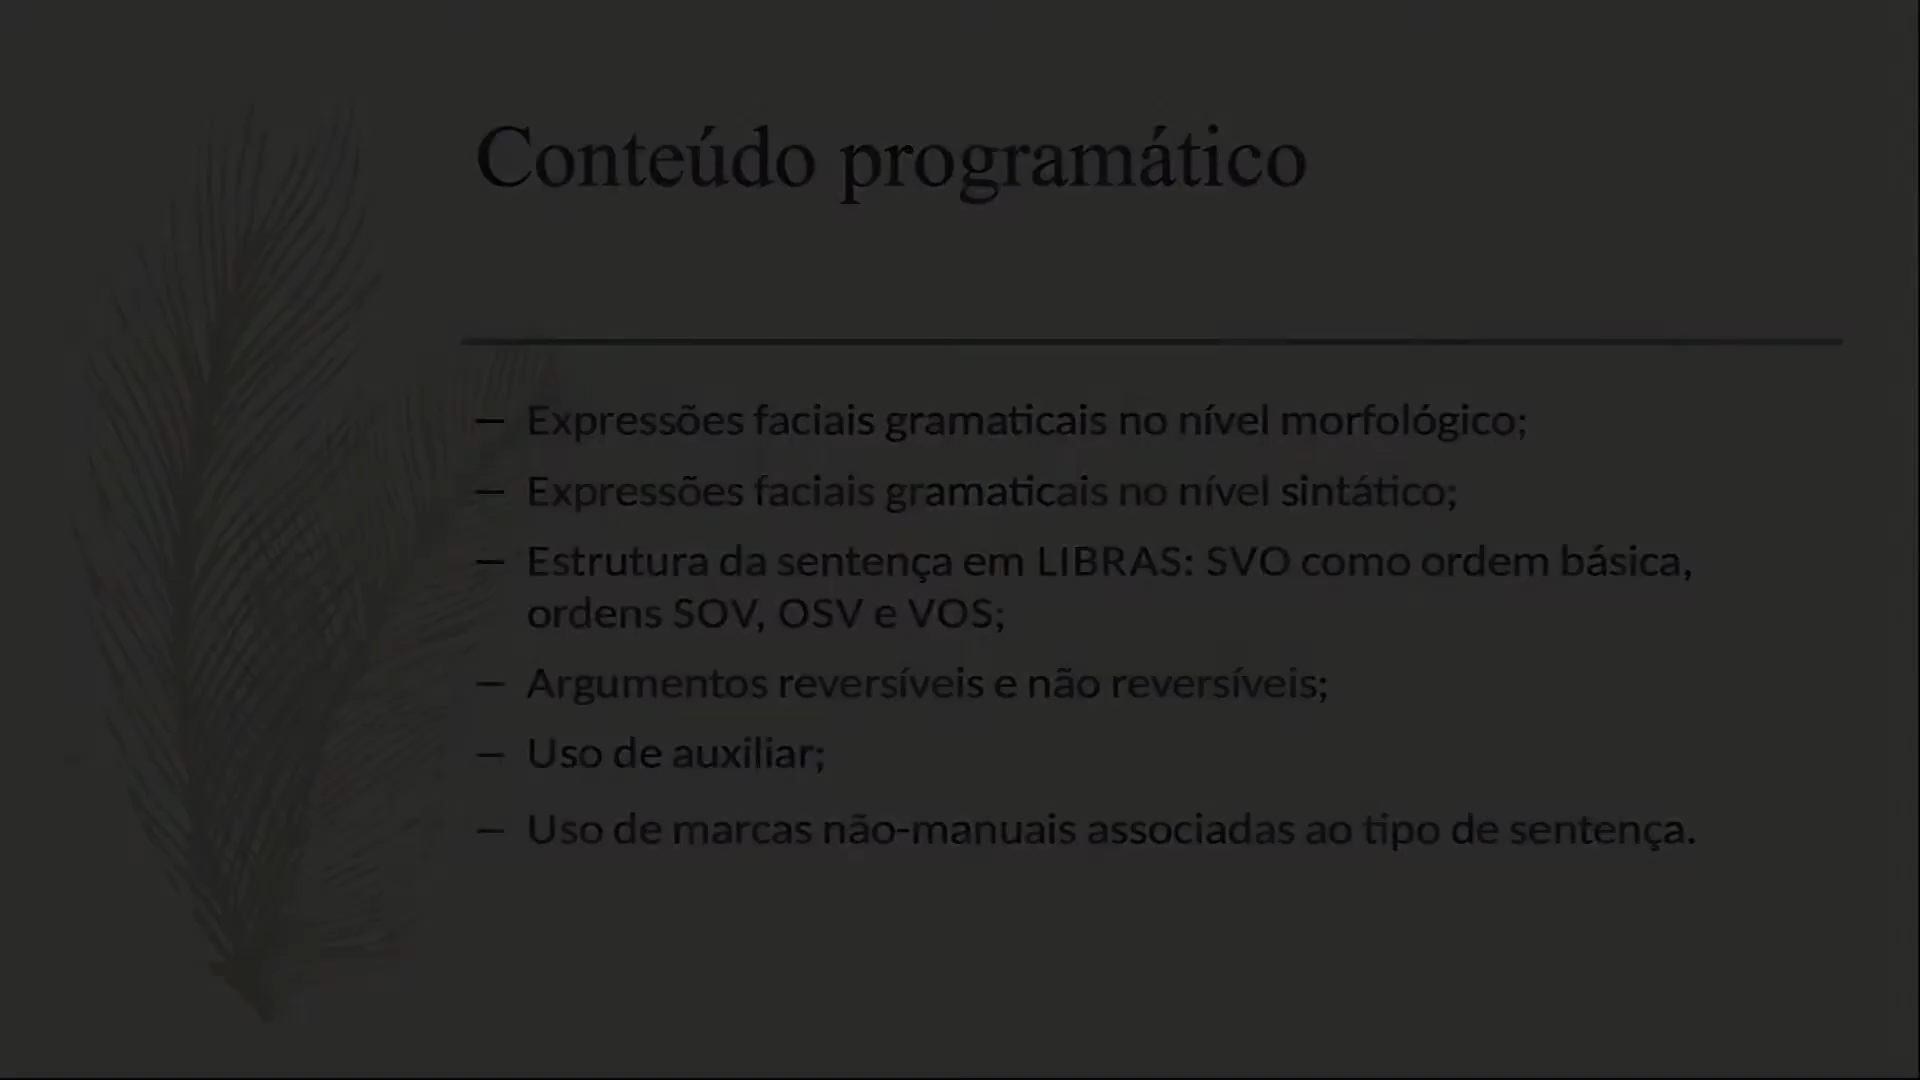 Conteúdo programático
– Expressões faciais gramaticais no nível morfológico;
– Expressões faciais gramaticais no nível sintático;
– Estrutura da sentença em LIBRAS: SVO como ordem básica,
ordens SOV, OSV e VOS;
– Argumentos reversíveis e não reversíveis;
– Uso de auxiliar;
– Uso de marcas não-manuais associadas ao tipo de sentença.